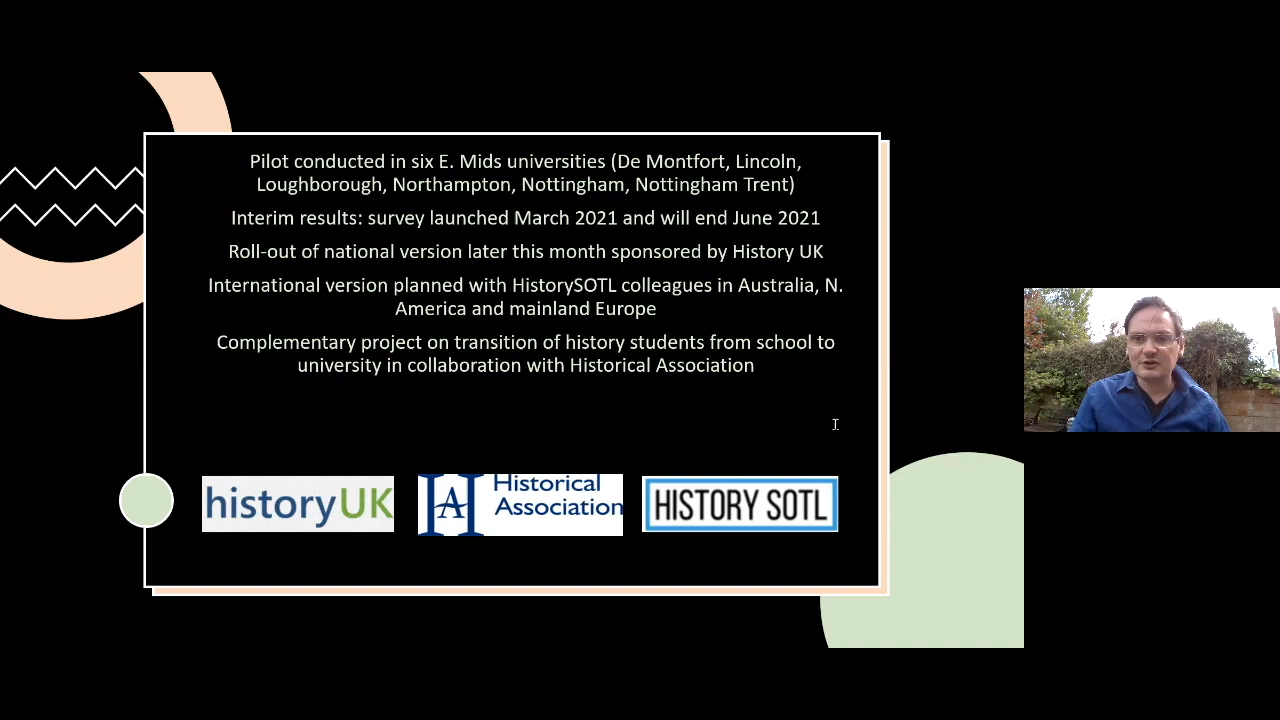 Pilot conducted in six E. Mids universities (De Montfort, Lincoln,
Loughborough, Northampton, Nottingham, Nottingham Trent)
Interim results: survey launched March 2021 and will end June 2021
Roll-out of national version later this month sponsored by History UK
International version planned with HistorySOTL colleagues in Australia, N.
America and mainland Europe
Complementary project on transition of history students from school to
university in collaboration with Historical Association
historyUK
HA Historical
Association
HISTORY SOTL